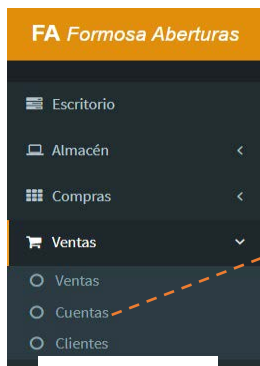 FA Formosa Aberturas
Escritorio
Almacén
Compras
Ventas
Ventas
Cuentas
Clientes